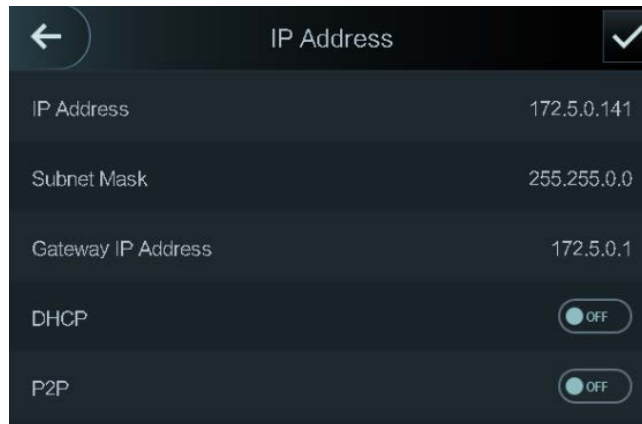 IP Address
IP Address 172.5.0.141
Subnet Mask 255.255.0.0
Gateway IP Address 172.5.0.1
DHCP OFF
P2P OFF